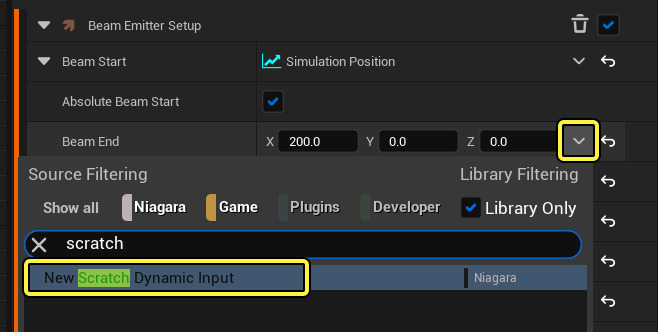 Beam Emitter Setup
Beam Start Simulation Position
Absolute Beam Start
Beam End X 200.0 Y 0.0 Z 0.0
Source Filtering Library Filtering
Show all Niagara Game Plugins Developer Library Only
scratch
New Scratch Dynamic Input Niagara